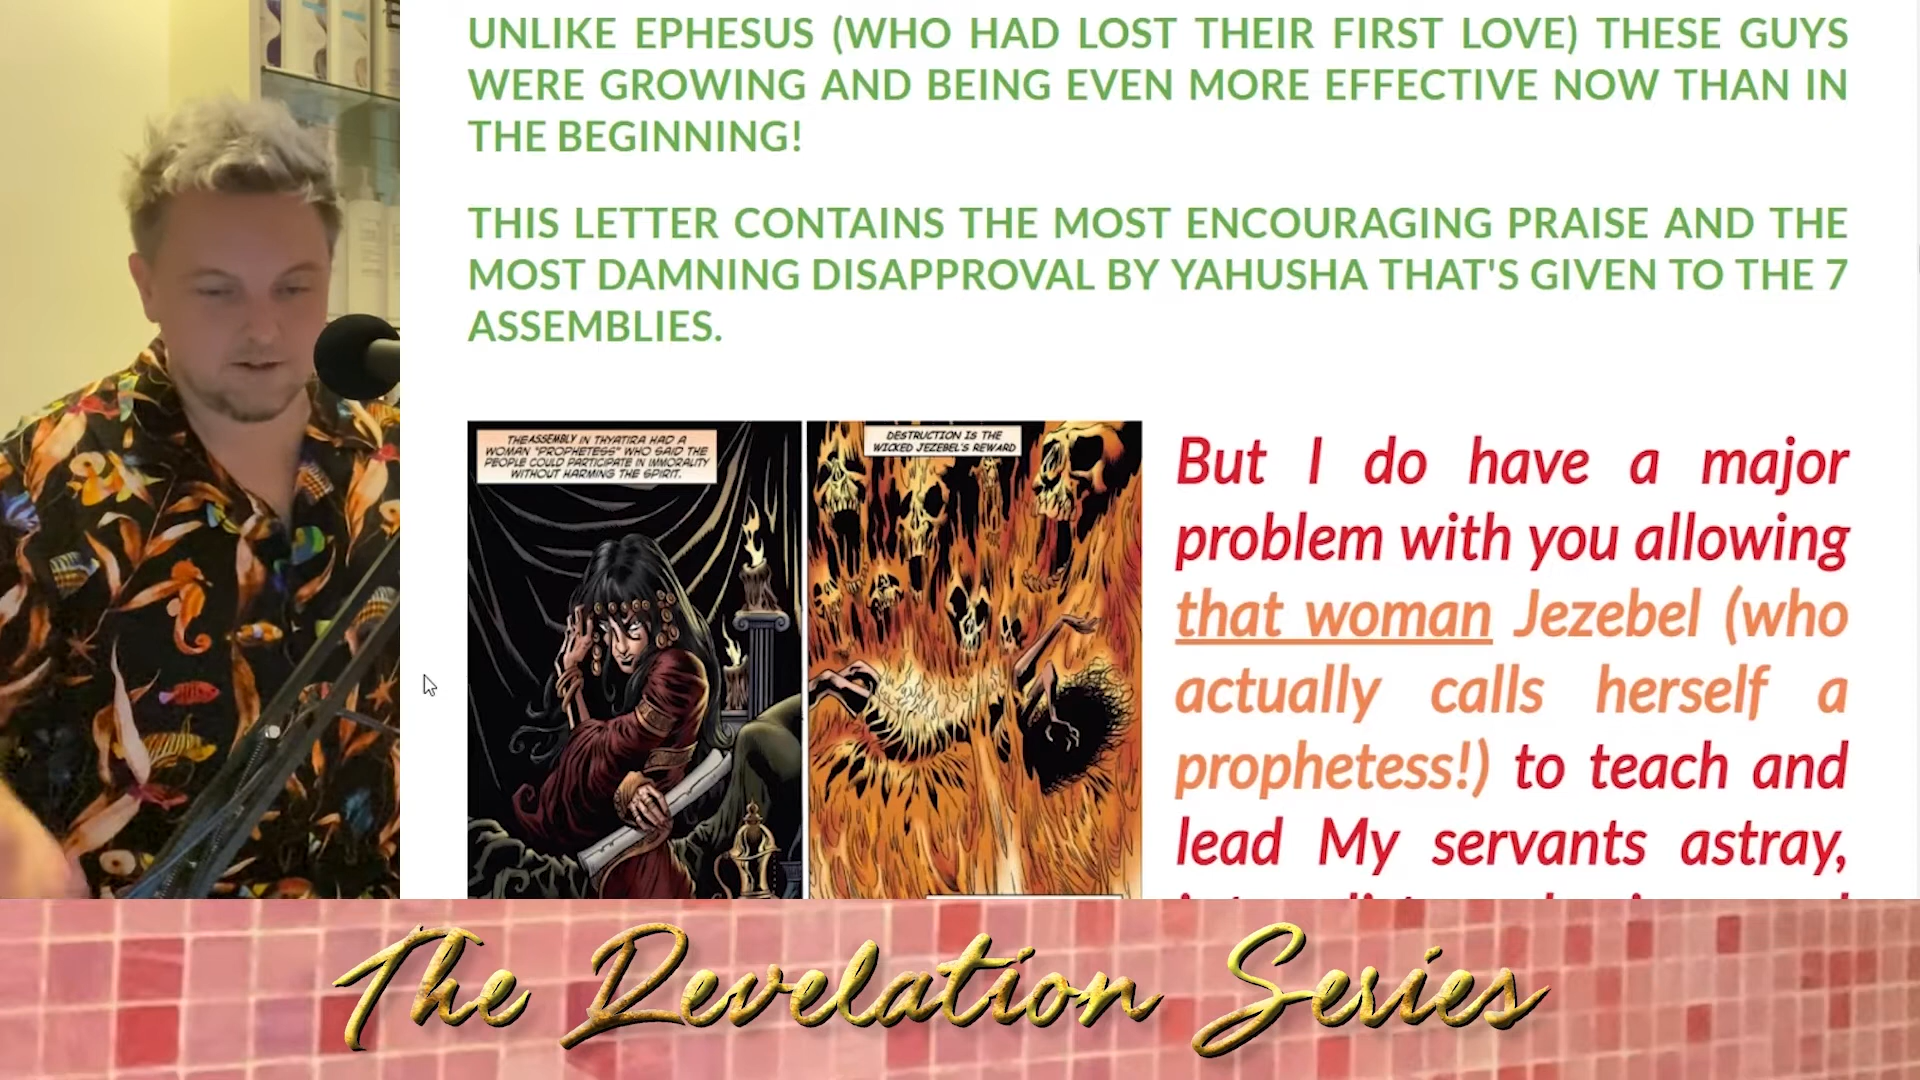 UNLIKE EPHESUS (WHO HAD LOST THEIR FIRST LOVE) THESE GUYS
WERE GROWING AND BEING EVEN MORE EFFECTIVE NOW THAN IN
THE BEGINNING!
THIS LETTER CONTAINS THE MOST ENCOURAGING PRAISE AND THE
MOST DAMNING DISAPPROVAL BY YAHUSHA THAT'S GIVEN TO THE 7
ASSEMBLIES.
THE ASSEMBLY IN THYATIRA HAD A
WOMAN "PROPHETESS" WHO SAID THE
PEOPLE COULD PARTICIPATE IN IMMORALITY
WITHOUT HARMING THE SPIRIT.
DESTRUCTION IS THE
WICKED JEZEBEL'S REWARD
But I do have a major
problem with you allowing
that woman Jezebel (who
actually calls herself a
prophetess!) to teach and
lead My servants astray,
The Revelation Series